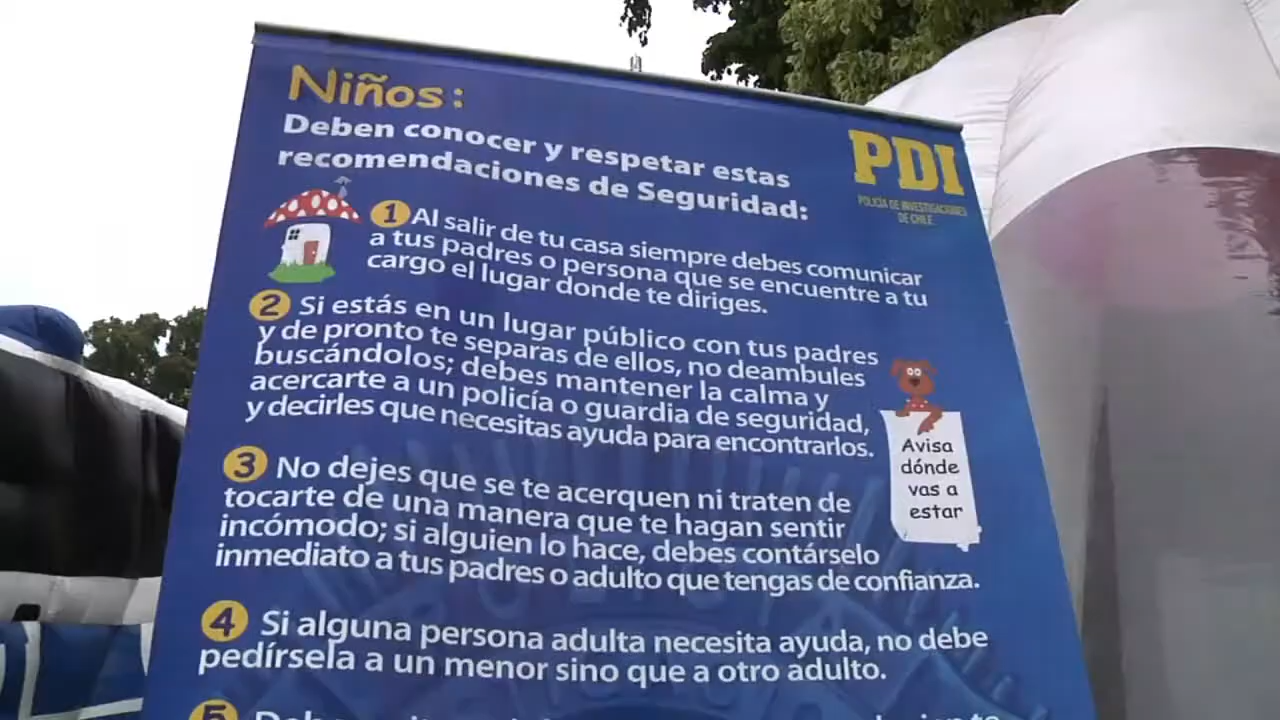 Niños:
Deben conocer y respetar estas
recomendaciones de Seguridad:
PDI
POLICÍA DE INVESTIGACIONES
DE CHILE
1 Al salir de tu casa siempre debes comunicar
a tus padres o persona que se encuentre a tu
cargo el lugar donde te diriges.
2 Si estás en un lugar público con tus padres
y de pronto te separas de ellos, no deambules
buscándolos; debes mantener la calma y
acercarte a un policía o guardia de seguridad,
y decirles que necesitas ayuda para encontrarlos.
Avisa
dónde
vas a
estar
3 No dejes que se te acerquen ni traten de
tocarte de una manera que te hagan sentir
incómodo; si alguien lo hace, debes contárselo
inmediato a tus padres o adulto que tengas de confianza.
4 Si alguna persona adulta necesita ayuda, no debe
pedírsela a un menor sino que a otro adulto.
5